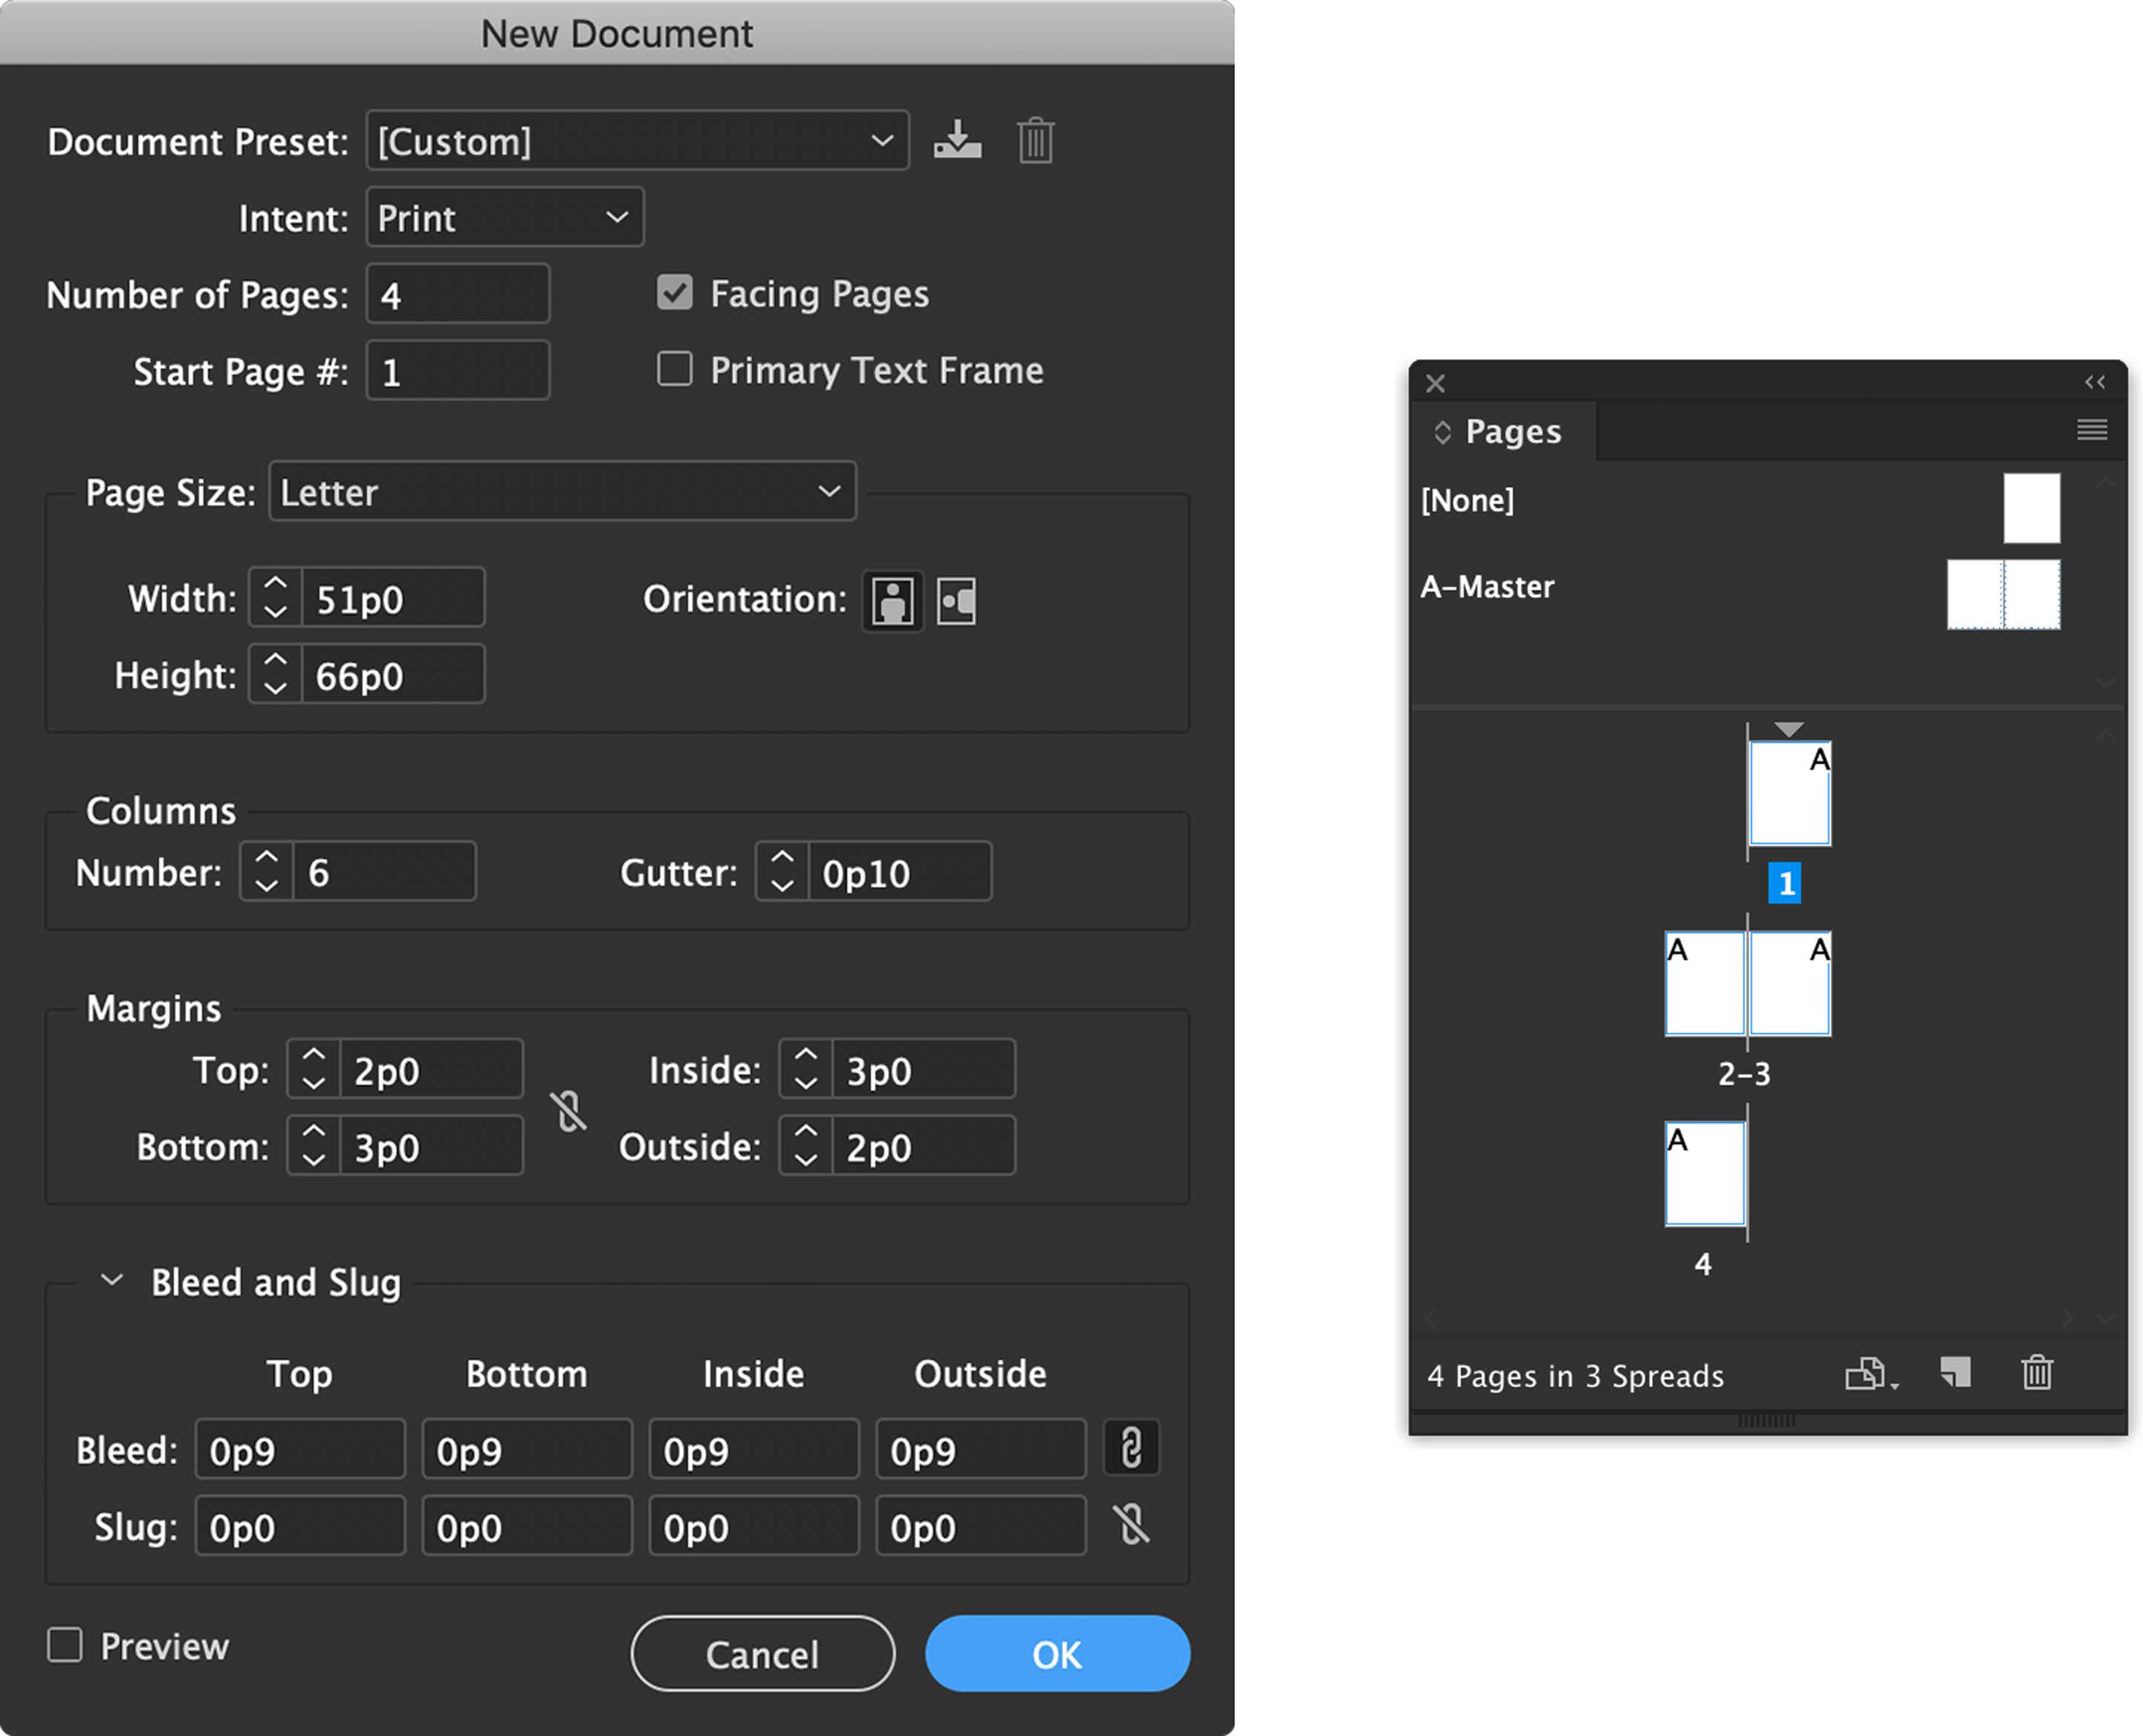 New Document
Document Preset: [Custom]
Intent: Print
Number of Pages: 4 Facing Pages
Start Page #: 1 Primary Text Frame
Page Size: Letter
Width: 51p0 Orientation:
Height: 66p0
Columns
Number: 6 Gutter: 0p10
Margins
Top: 2p0 Inside: 3p0
Bottom: 3p0 Outside: 2p0
Bleed and Slug
Top Bottom Inside Outside
Bleed: 0p9 0p9 0p9 0p9
Slug: 0p0 0p0 0p0 0p0
Preview Cancel OK
Pages
[None]
A-Master
A
1
A A
2-3
A
4
4 Pages in 3 Spreads